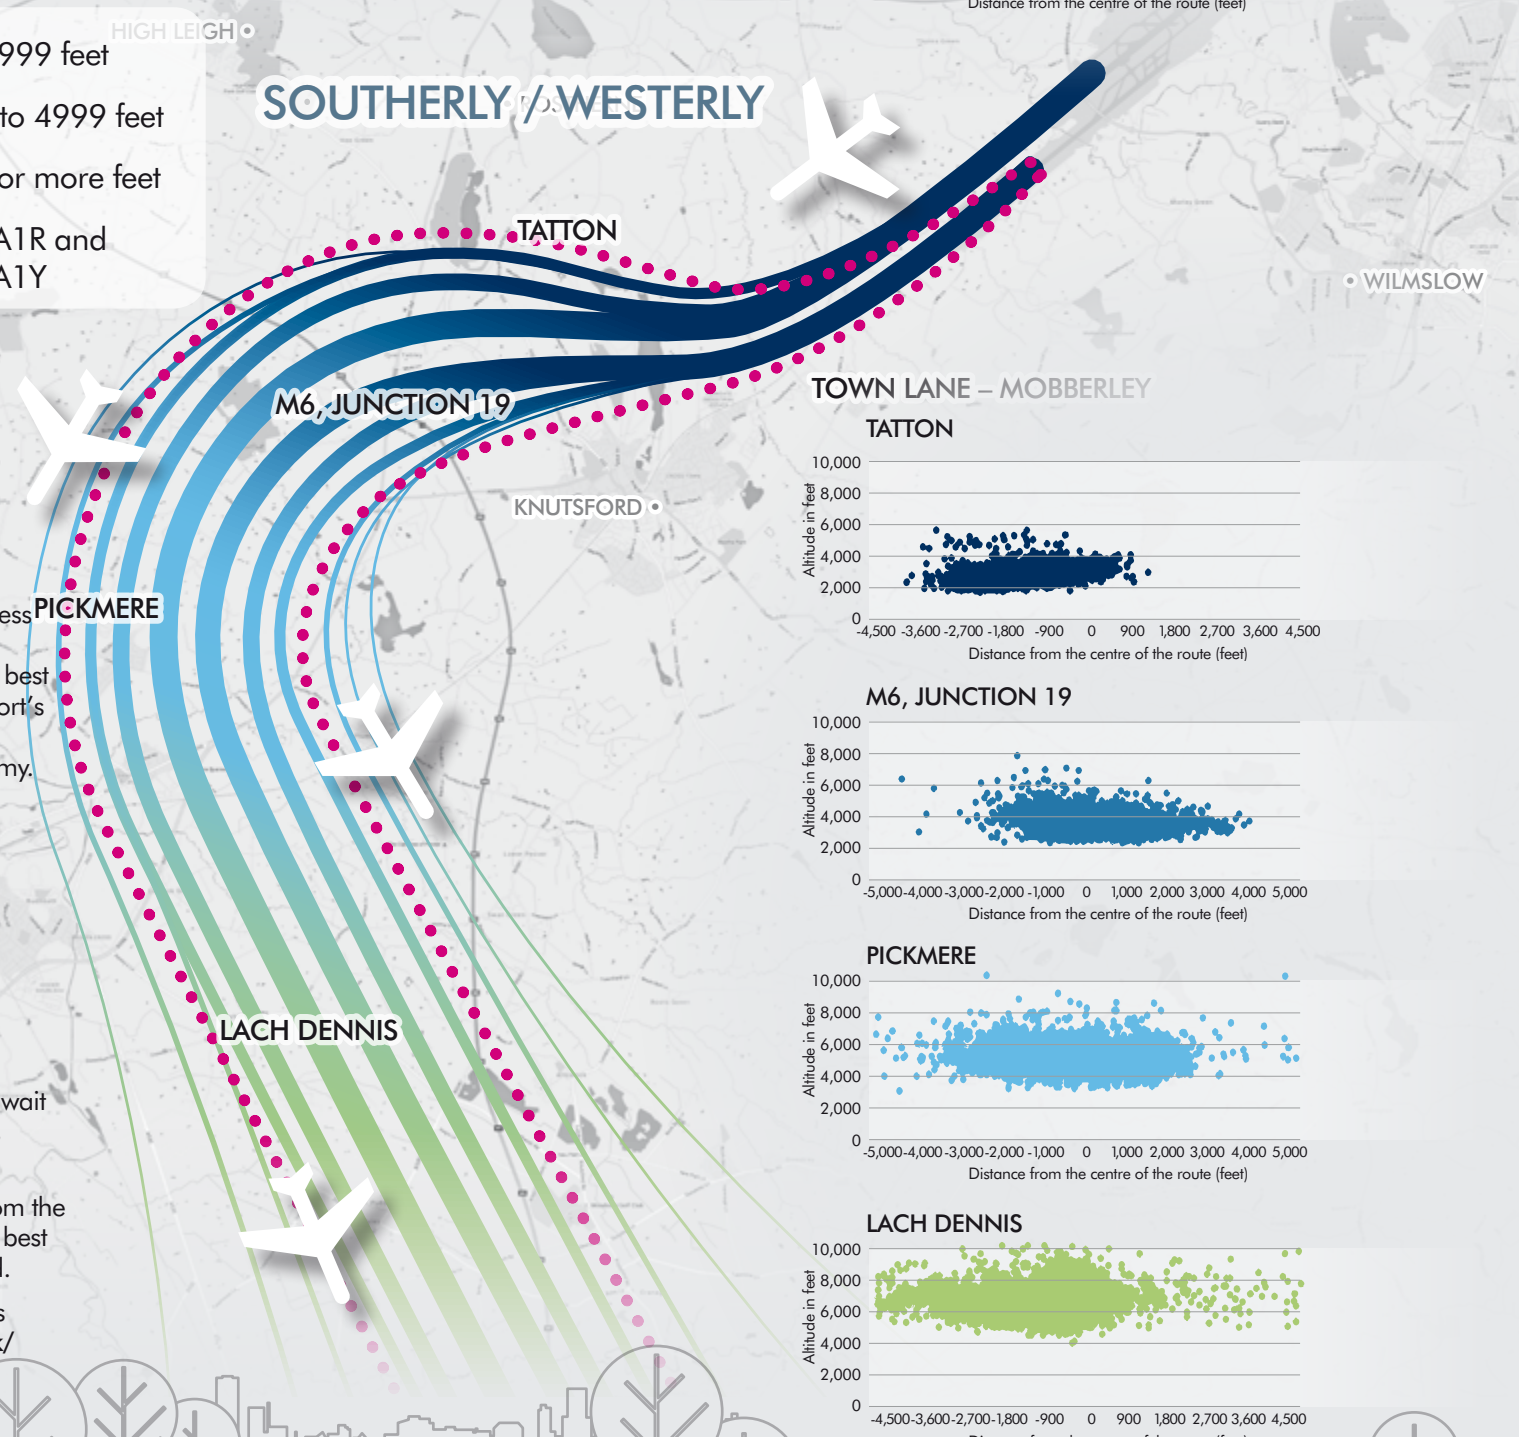 Distance from the centre of the route (feet)
HIGH LEIGH
999 feet
to 4999 feet
or more feet
A1R and
A1Y
SOUTHERLY / WESTERLY
TATTON
WILMSLOW
M6, JUNCTION 19
KNUTSFORD
PICKMERE
LACH DENNIS
ess
best
ort's
my.
wait
om the
best
l.
s
k/
TOWN LANE – MOBBERLEY
TATTON
Altitude in feet
10,000
8,000
6,000
4,000
2,000
0
-4,500 -3,600 -2,700 -1,800 -900 0 900 1,800 2,700 3,600 4,500
Distance from the centre of the route (feet)
M6, JUNCTION 19
Altitude in feet
10,000
8,000
6,000
4,000
2,000
0
-5,000 -4,000 -3,000 -2,000 -1,000 0 1,000 2,000 3,000 4,000 5,000
Distance from the centre of the route (feet)
PICKMERE
Altitude in feet
10,000
8,000
6,000
4,000
2,000
0
-5,000 -4,000 -3,000 -2,000 -1,000 0 1,000 2,000 3,000 4,000 5,000
Distance from the centre of the route (feet)
LACH DENNIS
Altitude in feet
10,000
8,000
6,000
4,000
2,000
0
-4,500 -3,600 -2,700 -1,800 -900 0 900 1,800 2,700 3,600 4,500